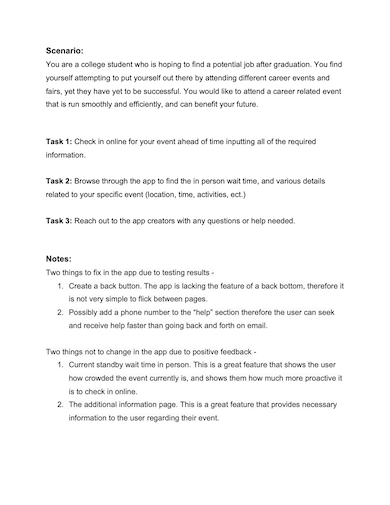 Scenario:
You are a college student who is hoping to find a potential job after graduation. You find
yourself attempting to put yourself out there by attending different career events and
fairs, yet they have yet to be successful. You would like to attend a career related event
that is run smoothly and efficiently, and can benefit your future.
Task 1: Check in online for your event ahead of time inputting all of the required
information.
Task 2: Browse through the app to find the in person wait time, and various details
related to your specific event (location, time, activities, ect.)
Task 3: Reach out to the app creators with any questions or help needed.
Notes:
Two things to fix in the app due to testing results -
1. Create a back button. The app is lacking the feature of a back bottom, therefore it
is not very simple to flick between pages.
2. Possibly add a phone number to the “help” section therefore the user can seek
and receive help faster than going back and forth on email.
Two things not to change in the app due to positive feedback -
1. Current standby wait time in person. This is a great feature that shows the user
how crowded the event currently is, and shows them how much more proactive it
is to check in online.
2. The additional information page. This is a great feature that provides necessary
information to the user regarding their event.